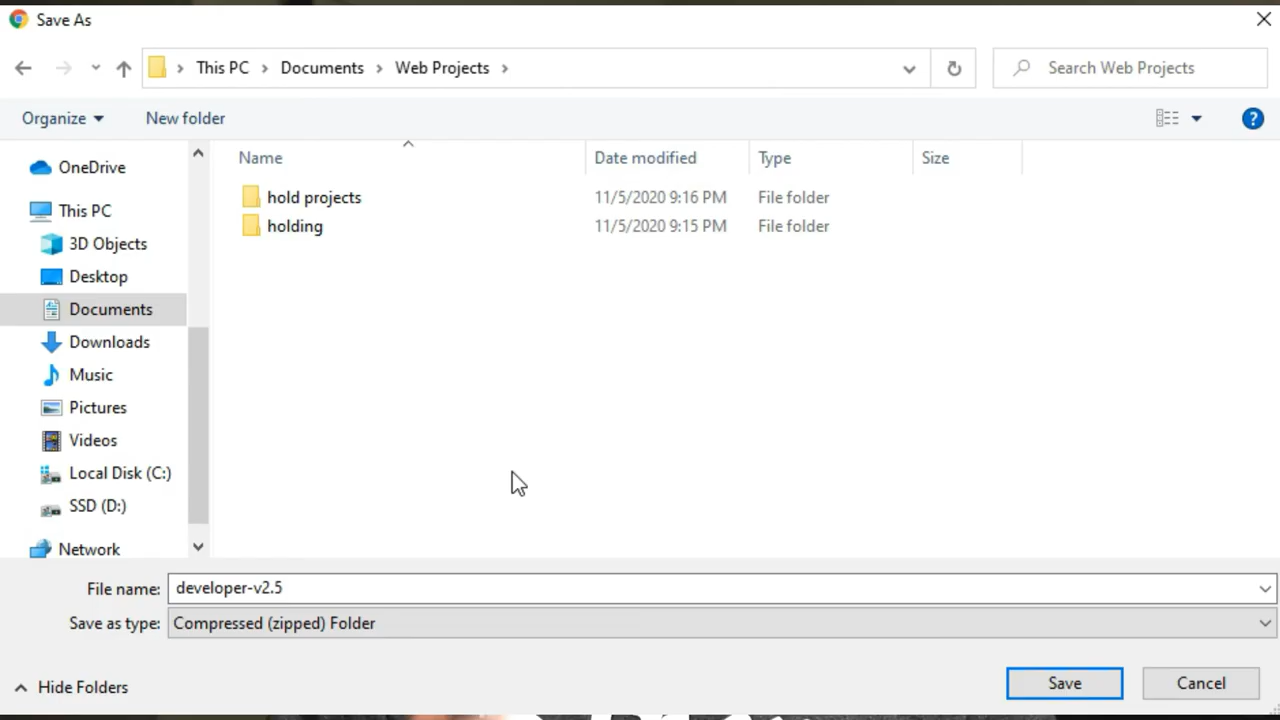 Save As
This PC Documents Web Projects
Search Web Projects
Organize New folder
?
OneDrive
This PC
3D Objects
Desktop
Documents
Downloads
Music
Pictures
Videos
Local Disk (C:)
SSD (D:)
Network
Name Date modified Type Size
hold projects 11/5/2020 9:16 PM File folder
holding 11/5/2020 9:15 PM File folder
File name: developer-v2.5
Save as type: Compressed (zipped) Folder
Hide Folders
Save Cancel